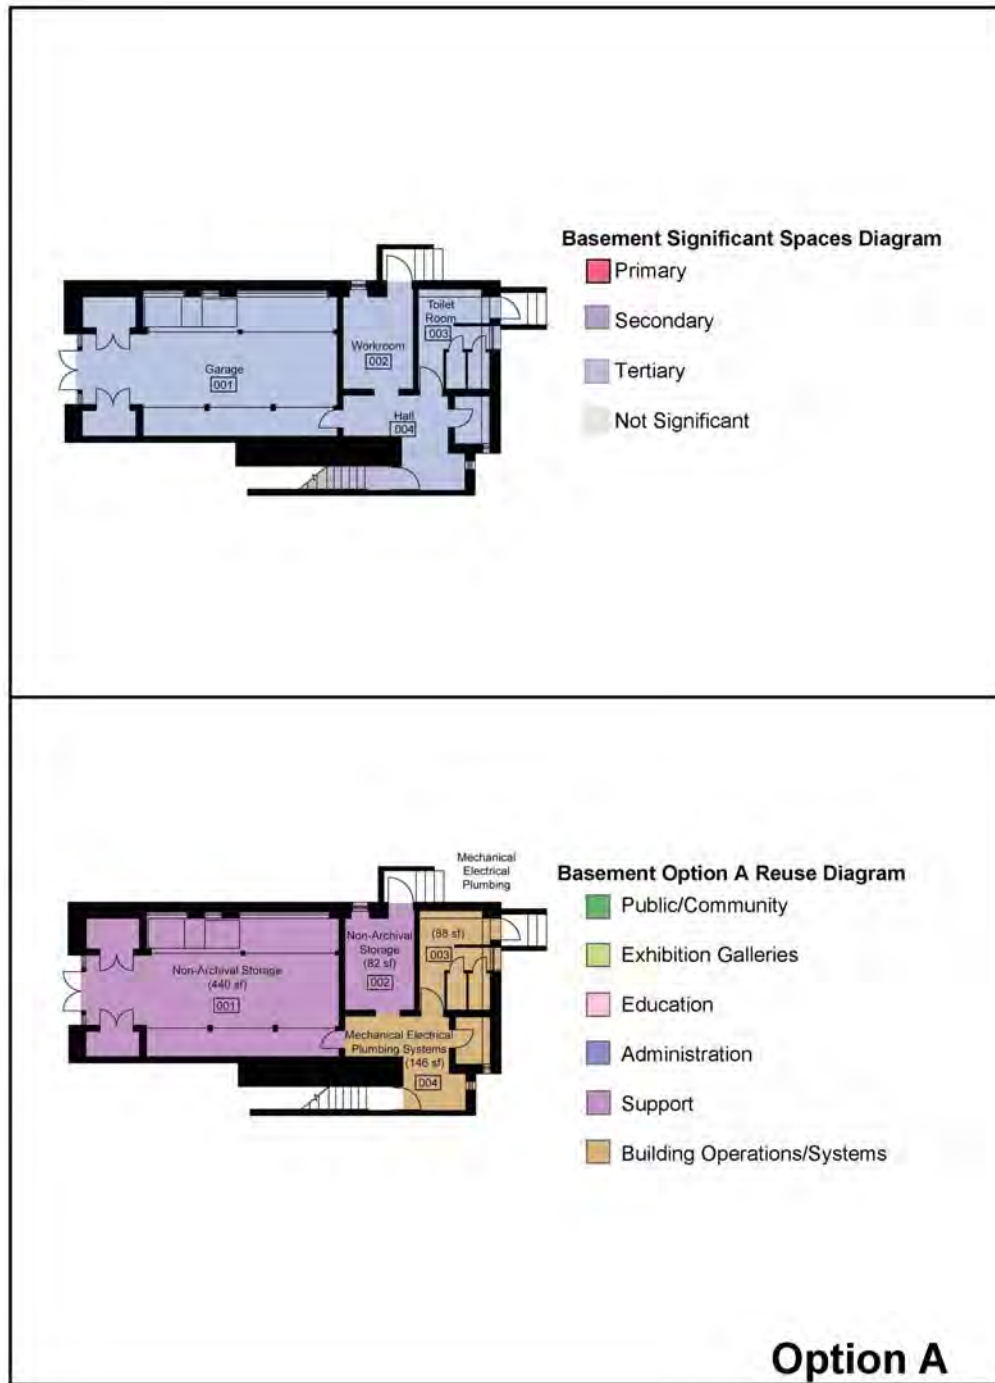 Basement Significant Spaces Diagram
Primary
Secondary
Tertiary
Not Significant
Toilet
Room
003
Workroom
002
Garage
001
Hall
004
Mechanical
Electrical
Plumbing
Basement Option A Reuse Diagram
Public/Community
Exhibition Galleries
Education
Administration
Support
Building Operations/Systems
(88 sf)
003
Non-Archival
Storage
(82 sf)
002
Non-Archival Storage
(440 sf)
001
Mechanical Electrical
Plumbing Systems
(146 sf)
004
Option A